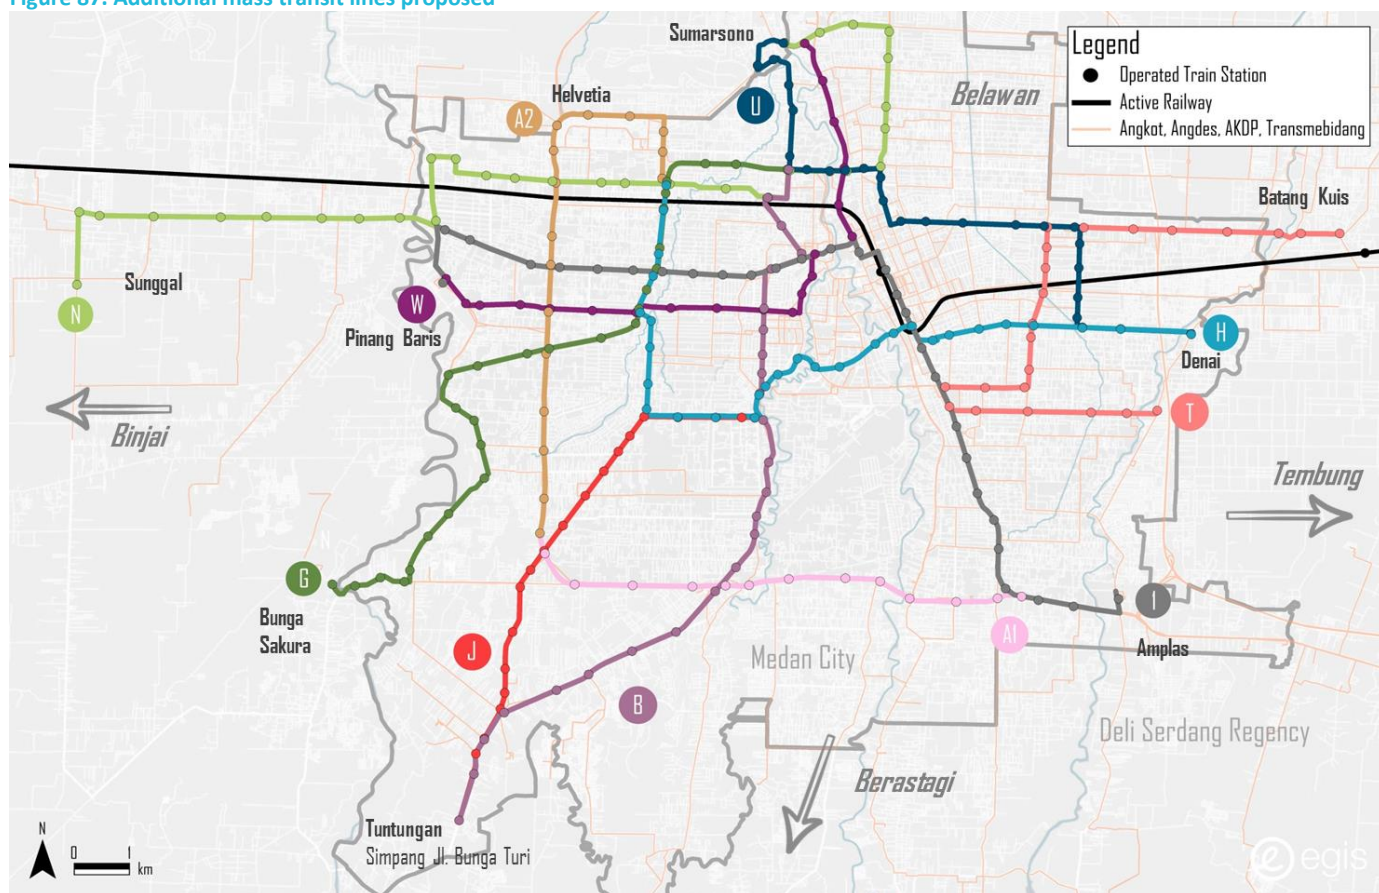 Figure 87: Additional mass transit lines proposed
Sumarsono
Legend
Operated Train Station
Active Railway
Angkot, Angdes, AKDP, Transmebidang
Belawan
Helvetia
A2
U
Batang Kuis
Sunggal
N
W
Pinang Baris
H
Denai
T
Binjai
Tembung
G
Bunga
Sakura
I
Amplas
A1
J
Medan City
B
Deli Serdang Regency
Berastagi
Tuntungan
Simpang Jl. Bunga Turi
N
0 1
km
egis